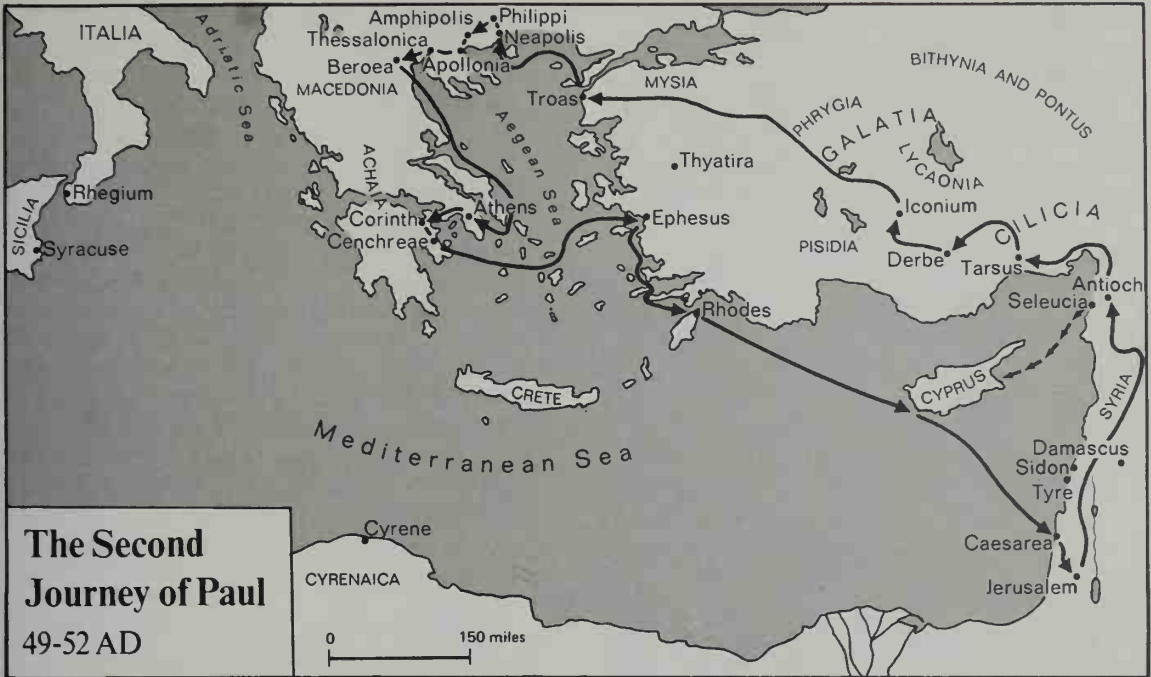 ITALIA
Adriatic Sea
Amphipolis
Philippi
Thessalonica
Neapolis
Beroea
Apollonia
MACEDONIA
Troas
MYSIA
BITHYNIA AND PONTUS
PHRYGIA
GALATIA
LYCAONIA
Aegean Sea
Thyatira
ACHAIA
Rhegium
SICILIA
Syracuse
Corinth
Athens
Cenchreae
Ephesus
Iconium
PISIDIA
CILICIA
Derbe
Tarsus
Antioch
Seleucia
Rhodes
CRETE
CYPRUS
SYRIA
Mediterranean Sea
Damascus
Sidon
Tyre
Cyrene
CYRENAICA
Caesarea
Jerusalem
The Second
Journey of Paul
49-52 AD
0 150 miles